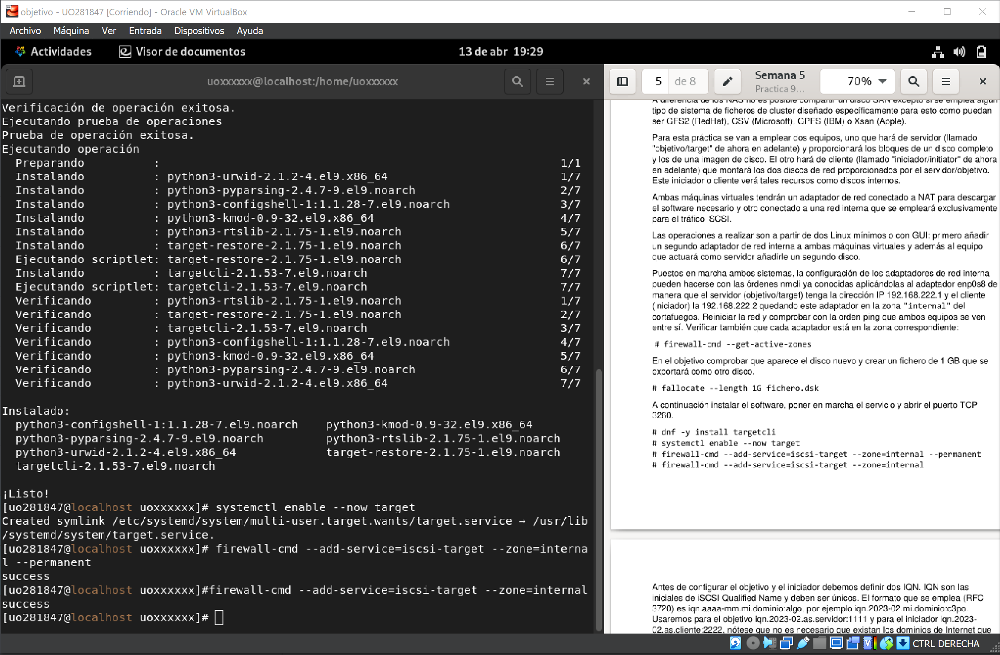 objetivo - UO281847 [Corriendo] - Oracle VM VirtualBox
Archivo Máquina Ver Entrada Dispositivos Ayuda
Actividades Visor de documentos 13 de abr 19:29
uoxxxxxx@localhost:/home/uoxxxxxx
Verificación de operación exitosa.
Ejecutando prueba de operaciones
Prueba de operación exitosa.
Ejecutando operación
Preparando : 1/1
Instalando : python3-urwid-2.1.2-4.el9.x86_64 1/7
Instalando : python3-pyparsing-2.4.7-9.el9.noarch 2/7
Instalando : python3-configshell-1:1.1.28-7.el9.noarch 3/7
Instalando : python3-kmod-0.9-32.el9.x86_64 4/7
Instalando : python3-rtslib-2.1.75-1.el9.noarch 5/7
Instalando : target-restore-2.1.75-1.el9.noarch 6/7
Ejecutando scriptlet: target-restore-2.1.75-1.el9.noarch 6/7
Instalando : targetcli-2.1.53-7.el9.noarch 7/7
Ejecutando scriptlet: targetcli-2.1.53-7.el9.noarch 7/7
Verificando : python3-rtslib-2.1.75-1.el9.noarch 1/7
Verificando : target-restore-2.1.75-1.el9.noarch 2/7
Verificando : targetcli-2.1.53-7.el9.noarch 3/7
Verificando : python3-configshell-1:1.1.28-7.el9.noarch 4/7
Verificando : python3-kmod-0.9-32.el9.x86_64 5/7
Verificando : python3-pyparsing-2.4.7-9.el9.noarch 6/7
Verificando : python3-urwid-2.1.2-4.el9.x86_64 7/7
Instalado:
python3-configshell-1:1.1.28-7.el9.noarch python3-kmod-0.9-32.el9.x86_64
python3-pyparsing-2.4.7-9.el9.noarch python3-rtslib-2.1.75-1.el9.noarch
python3-urwid-2.1.2-4.el9.x86_64 target-restore-2.1.75-1.el9.noarch
targetcli-2.1.53-7.el9.noarch
¡Listo!
[uo281847@localhost uoxxxxxx]# systemctl enable --now target
Created symlink /etc/systemd/system/multi-user.target.wants/target.service → /usr/lib
/systemd/system/target.service.
[uo281847@localhost uoxxxxxx]# firewall-cmd --add-service=iscsi-target --zone=interna
l --permanent
success
[uo281847@localhost uoxxxxxx]#firewall-cmd --add-service=iscsi-target --zone=internal
success
[uo281847@localhost uoxxxxxx]#
5 de 8
Semana 5
Practica 9...
70%
A diferencia de los NAS no es posible compartir un disco SAN excepto si se emplea algún
tipo de sistema de ficheros de cluster diseñado específicamente para esto como puedan
ser GFS2 (RedHat), CSV (Microsoft), GPFS (IBM) o Xsan (Apple).
Para esta práctica se van a emplear dos equipos, uno que hará de servidor (llamado
"objetivo/target" de ahora en adelante) y proporcionará los bloques de un disco completo
y los de una imagen de disco. El otro hará de cliente (llamado "iniciador/initiator" de ahora
en adelante) que montará los dos discos de red proporcionados por el servidor/objetivo.
Este iniciador o cliente verá tales recursos como discos internos.
Ambas máquinas virtuales tendrán un adaptador de red conectado a NAT para descargar
el software necesario y otro conectado a una red interna que se empleará exclusivamente
para el tráfico iSCSI.
Las operaciones a realizar son a partir de dos Linux mínimos o con GUI: primero añadir
un segundo adaptador de red interna a ambas máquinas virtuales y además al equipo
que actuará como servidor añadirle un segundo disco.
Puestos en marcha ambos sistemas, la configuración de los adaptadores de red interna
pueden hacerse con las órdenes nmcli ya conocidas aplicándolas al adaptador enp0s8 de
manera que el servidor (objetivo/target) tenga la dirección IP 192.168.222.1 y el cliente
(iniciador) la 192.168.222.2 quedando este adaptador en la zona "internal" del
cortafuegos. Reiniciar la red y comprobar con la orden ping que ambos equipos se ven
entre sí. Verificar también que cada adaptador está en la zona correspondiente:
# firewall-cmd --get-active-zones
En el objetivo comprobar que aparece el disco nuevo y crear un fichero de 1 GB que se
exportará como otro disco.
# fallocate --length 1G fichero.dsk
A continuación instalar el software, poner en marcha el servicio y abrir el puerto TCP
3260.
# dnf -y install targetcli
# systemctl enable --now target
# firewall-cmd --add-service=iscsi-target --zone=internal --permanent
# firewall-cmd --add-service=iscsi-target --zone=internal
Antes de configurar el objetivo y el iniciador debemos definir dos IQN. IQN son las
iniciales de iSCSI Qualified Name y deben ser únicos. El formato que se emplea (RFC
3720) es iqn.aaaa-mm.mi.dominio:algo, por ejemplo iqn.2023-02.mi.dominio:c3po.
Usaremos para el objetivo iqn.2023-02.as.servidor:1111 y para el iniciador iqn.2023-
02.as.cliente:2222, nótese que no es necesario que existan los dominios de Internet que
CTRL DERECHA